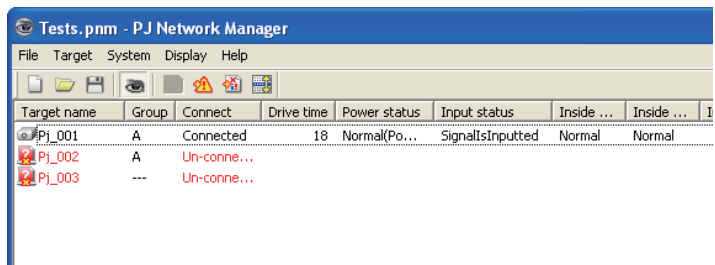 Tests.pnm - PJ Network Manager
File Target System Display Help
Target name Group Connect Drive time Power status Input status Inside ... Inside ...
Pj_001 A Connected 18 Normal(Po... SignalIsInputted Normal Normal
Pj_002 A Un-conne...
Pj_003 --- Un-conne...